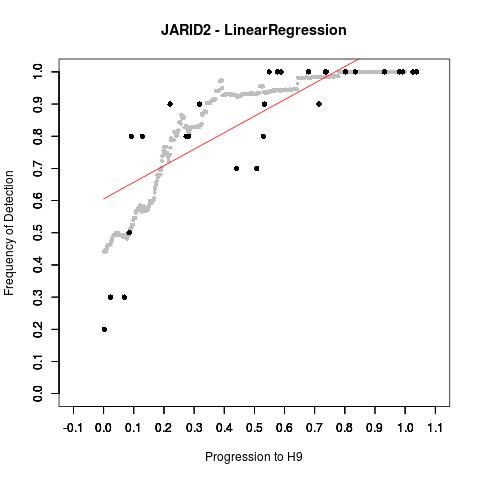 JARID2 - LinearRegression
Frequency of Detection
1.0
0.9
0.8
0.7
0.6
0.5
0.4
0.3
0.2
0.1
0.0
-0.1 0.0 0.1 0.2 0.3 0.4 0.5 0.6 0.7 0.8 0.9 1.0 1.1
Progression to H9